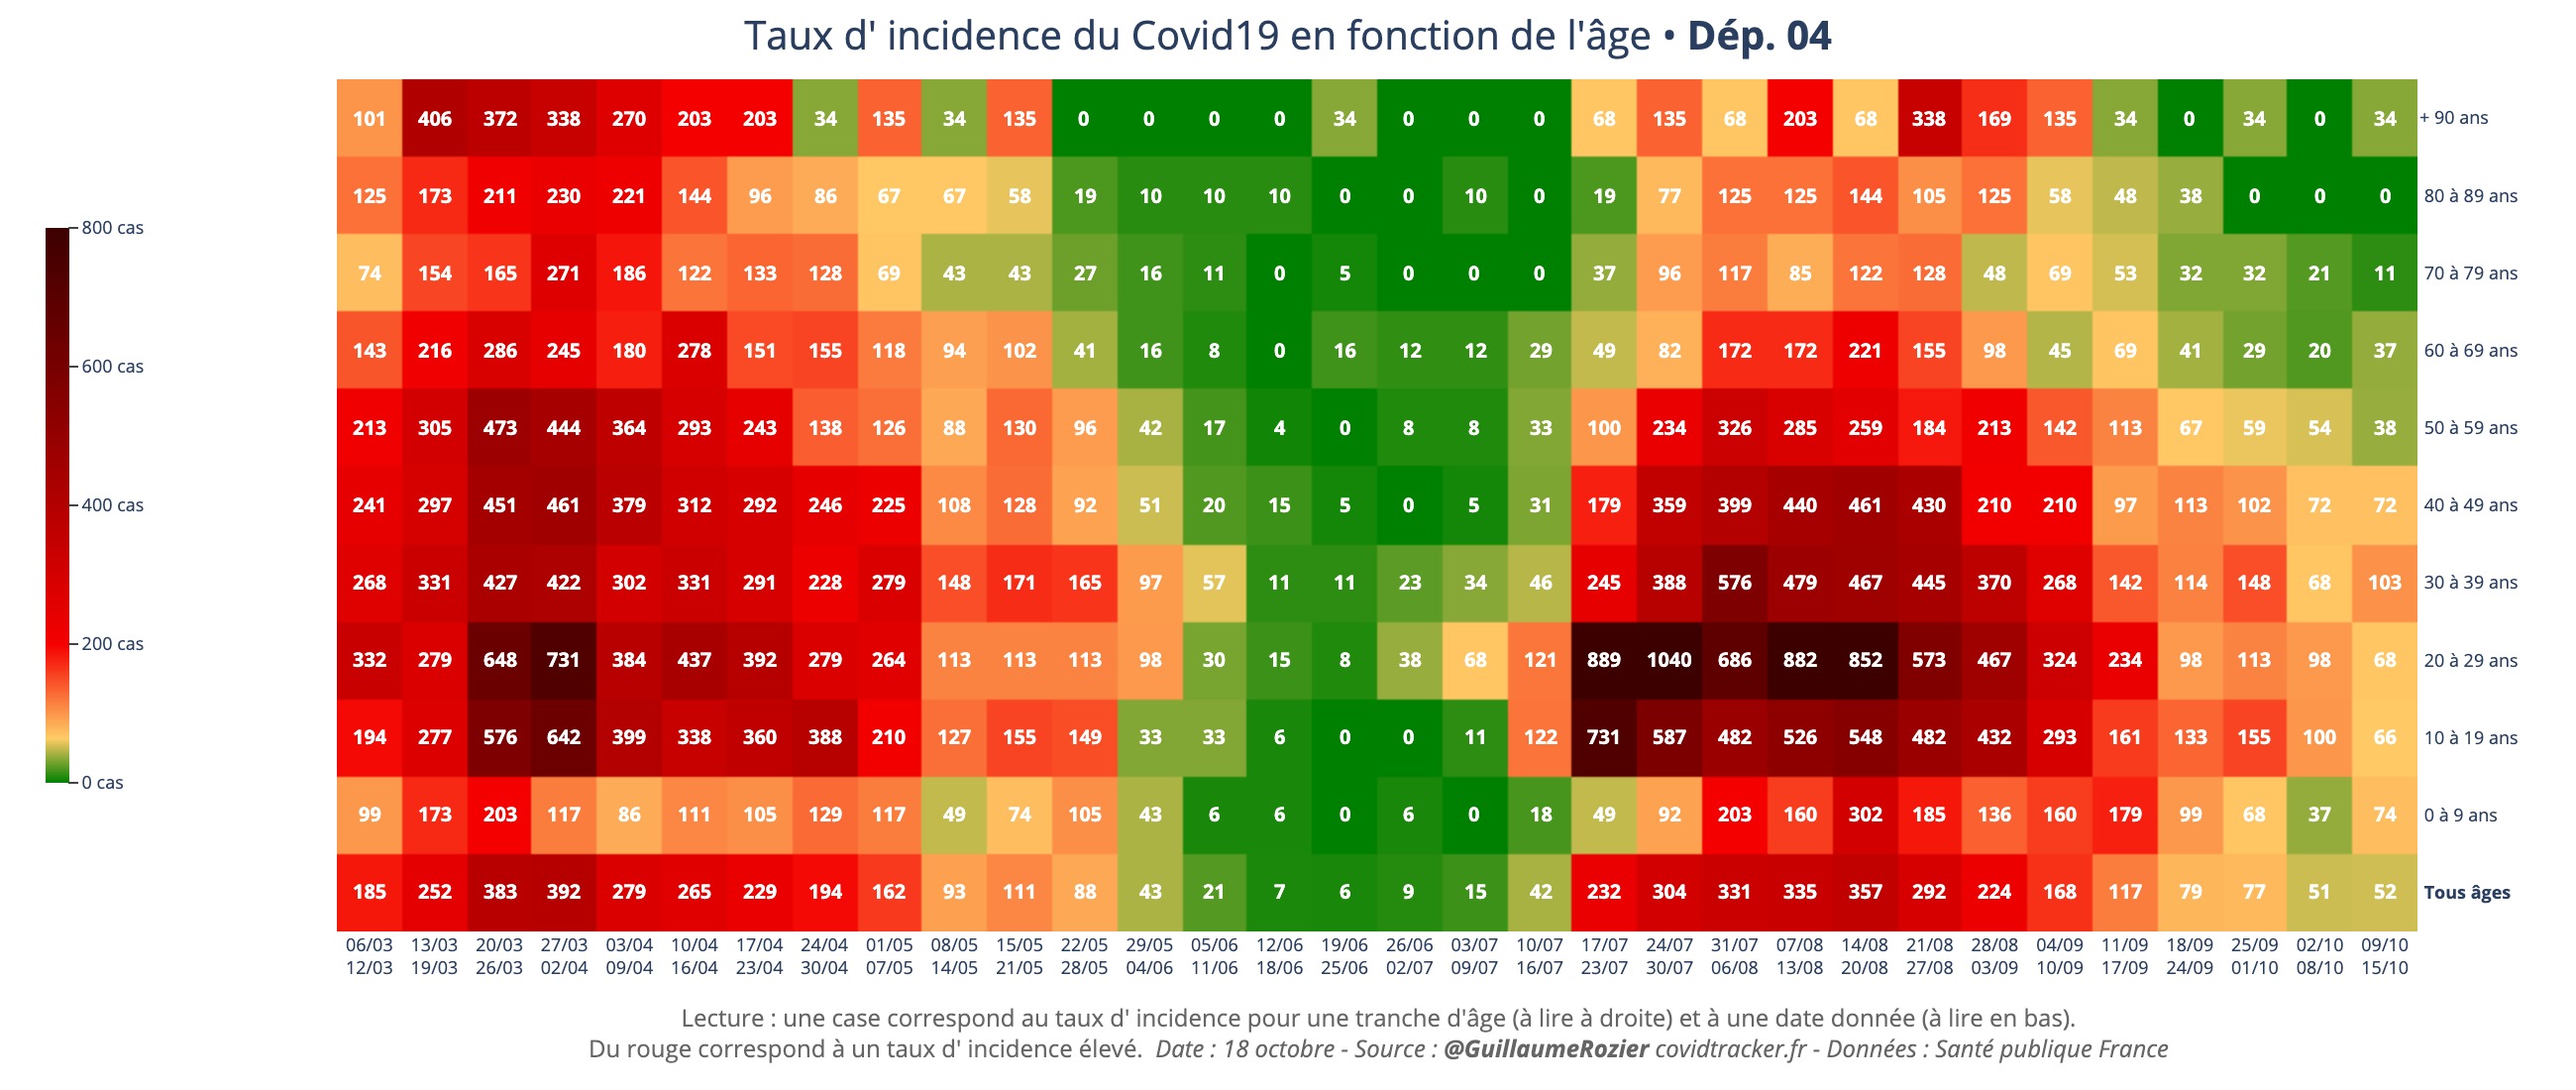 Taux d' incidence du Covid19 en fonction de l'âge • Dép. 04
800 cas
600 cas
400 cas
200 cas
0 cas
101 406 372 338 270 203 203 34 135 34 135 0 0 0 0 34 0 0 0 68 135 68 203 68 338 169 135 34 0 34 0 34 + 90 ans
125 173 211 230 221 144 96 86 67 67 58 19 10 10 10 0 0 10 0 19 77 125 125 144 105 125 58 48 38 0 0 0 80 à 89 ans
74 154 165 271 186 122 133 128 69 43 43 27 16 11 0 5 0 0 0 37 96 117 85 122 128 48 69 53 32 32 21 11 70 à 79 ans
143 216 286 245 180 278 151 155 118 94 102 41 16 8 0 16 12 12 29 49 82 172 172 221 155 98 45 69 41 29 20 37 60 à 69 ans
213 305 473 444 364 293 243 138 126 88 130 96 42 17 4 0 8 8 33 100 234 326 285 259 184 213 142 113 67 59 54 38 50 à 59 ans
241 297 451 461 379 312 292 246 225 108 128 92 51 20 15 5 0 5 31 179 359 399 440 461 430 210 210 97 113 102 72 72 40 à 49 ans
268 331 427 422 302 331 291 228 279 148 171 165 97 57 11 11 23 34 46 245 388 576 479 467 445 370 268 142 114 148 68 103 30 à 39 ans
332 279 648 731 384 437 392 279 264 113 113 113 98 30 15 8 38 68 121 889 1040 686 882 852 573 467 324 234 98 113 98 68 20 à 29 ans
194 277 576 642 399 338 360 388 210 127 155 149 33 33 6 0 0 11 122 731 587 482 526 548 482 432 293 161 133 155 100 66 10 à 19 ans
99 173 203 117 86 111 105 129 117 49 74 105 43 6 6 0 6 0 18 49 92 203 160 302 185 136 160 179 99 68 37 74 0 à 9 ans
185 252 383 392 279 265 229 194 162 93 111 88 43 21 7 6 9 15 42 232 304 331 335 357 292 224 168 117 79 77 51 52 Tous âges
06/03 13/03 20/03 27/03 03/04 10/04 17/04 24/04 01/05 08/05 15/05 22/05 29/05 05/06 12/06 19/06 26/06 03/07 10/07 17/07 24/07 31/07 07/08 14/08 21/08 28/08 04/09 11/09 18/09 25/09 02/10 09/10
12/03 19/03 26/03 02/04 09/04 16/04 23/04 30/04 07/05 14/05 21/05 28/05 04/06 11/06 18/06 25/06 02/07 09/07 16/07 23/07 30/07 06/08 13/08 20/08 27/08 03/09 10/09 17/09 24/09 01/10 08/10 15/10
Lecture : une case correspond au taux d' incidence pour une tranche d'âge (à lire à droite) et à une date donnée (à lire en bas).
Du rouge correspond à un taux d' incidence élevé. Date : 18 octobre - Source : @GuillaumeRozier covidtracker.fr - Données : Santé publique France